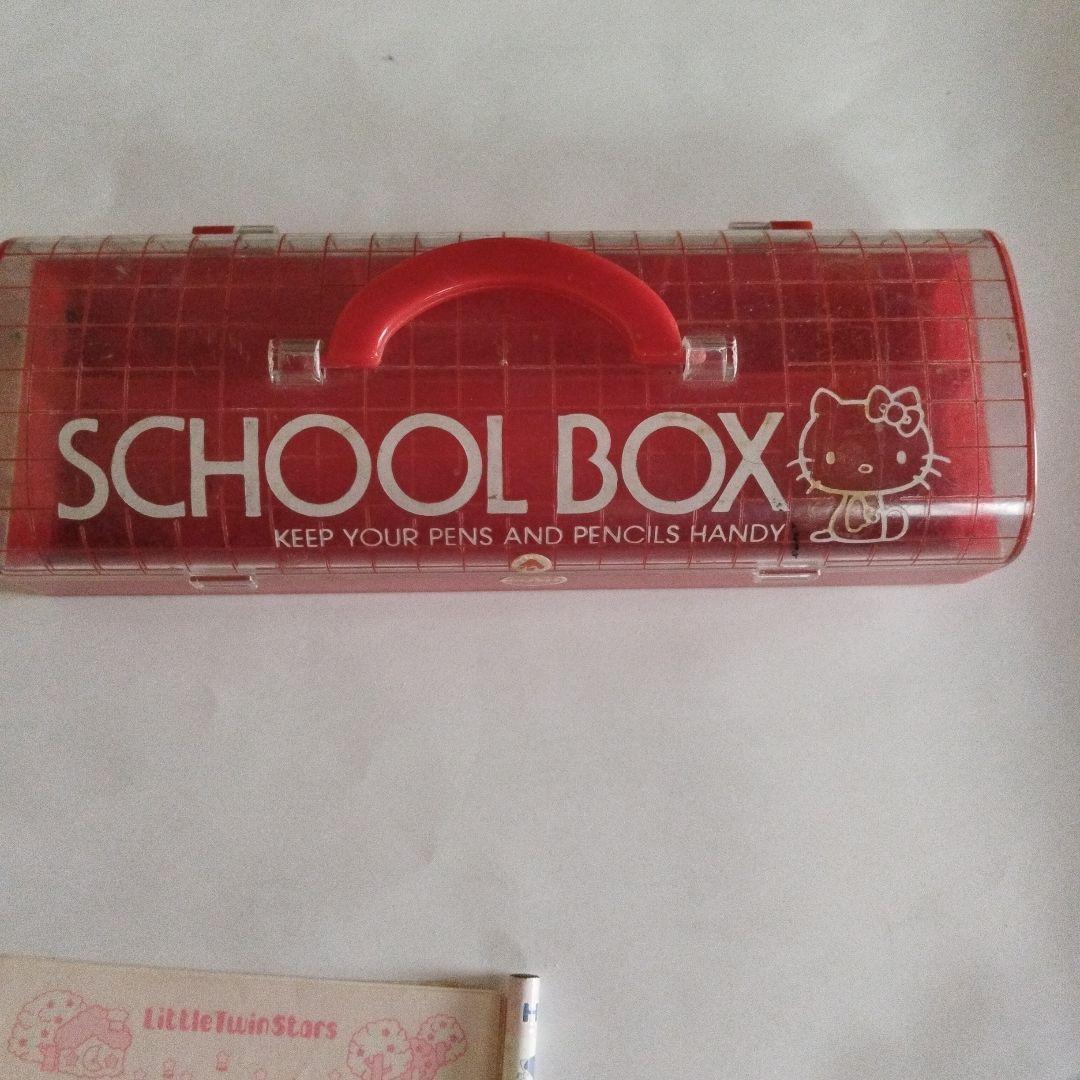 SCHOOL BOX
KEEP YOUR PENS AND PENCILS HANDY
LittleTwinStars
H